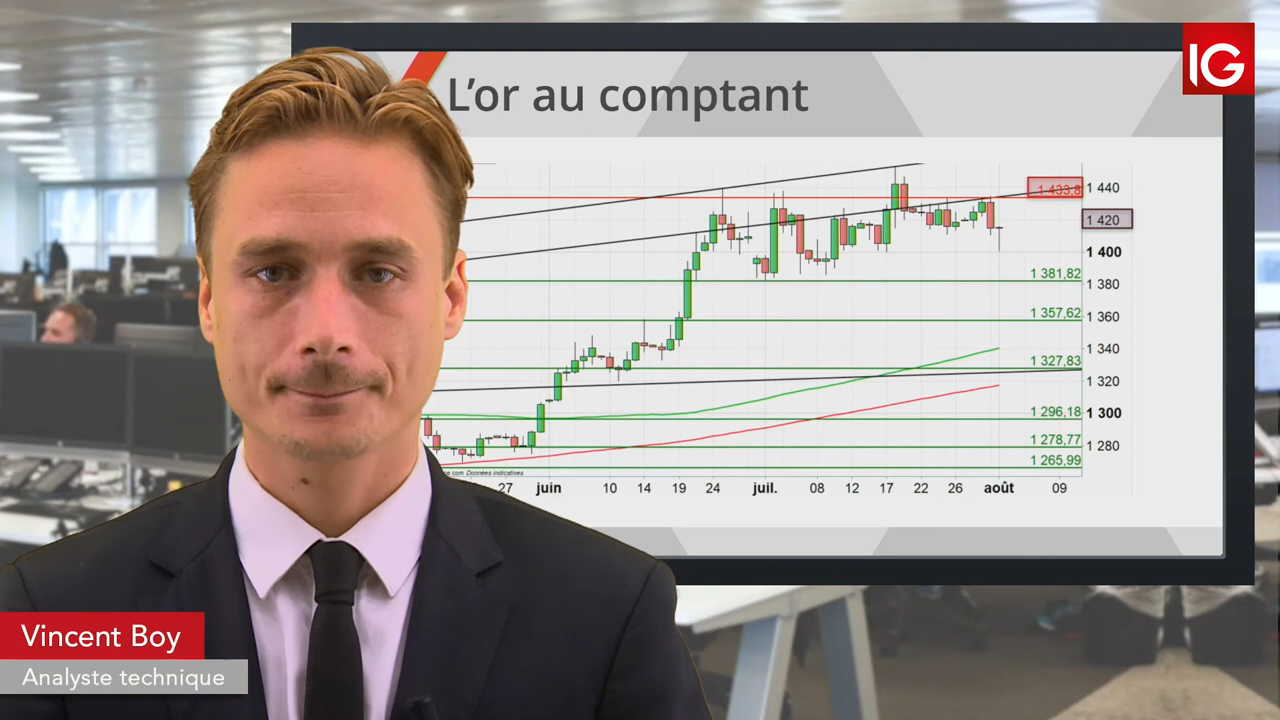 IG
L’or au comptant
1 433,8
1 440
1 420
1 400
1 381,82
1 380
1 357,62
1 360
1 340
1 327,83
1 320
1 296,18
1 300
1 278,77
1 280
1 265,99
com. Données indicatives
27 juin 10 14 19 24 juil. 08 12 17 22 26 août 09
Vincent Boy
Analyste technique